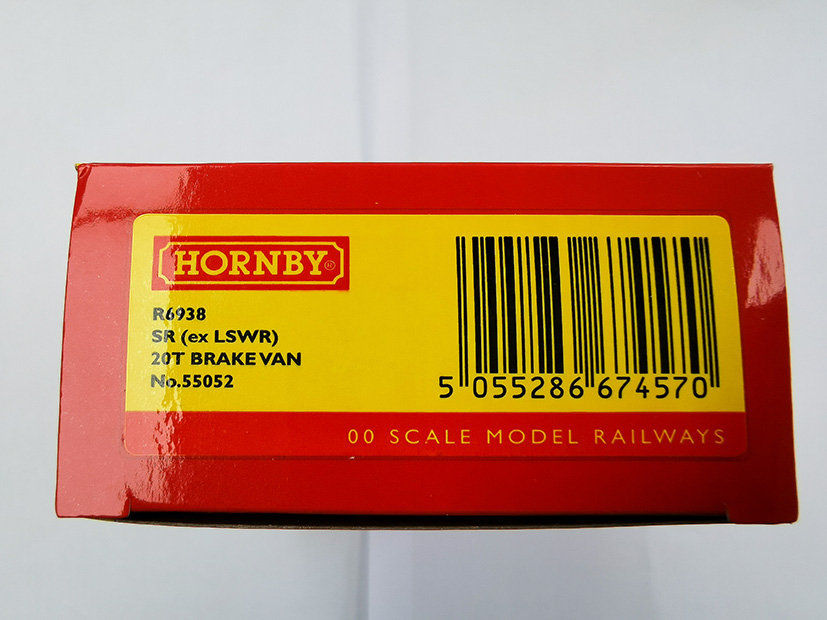 HORNBY®
R6938
SR (ex LSWR)
20T BRAKE VAN
No.55052
5 055286 674570
00 SCALE MODEL RAILWAYS